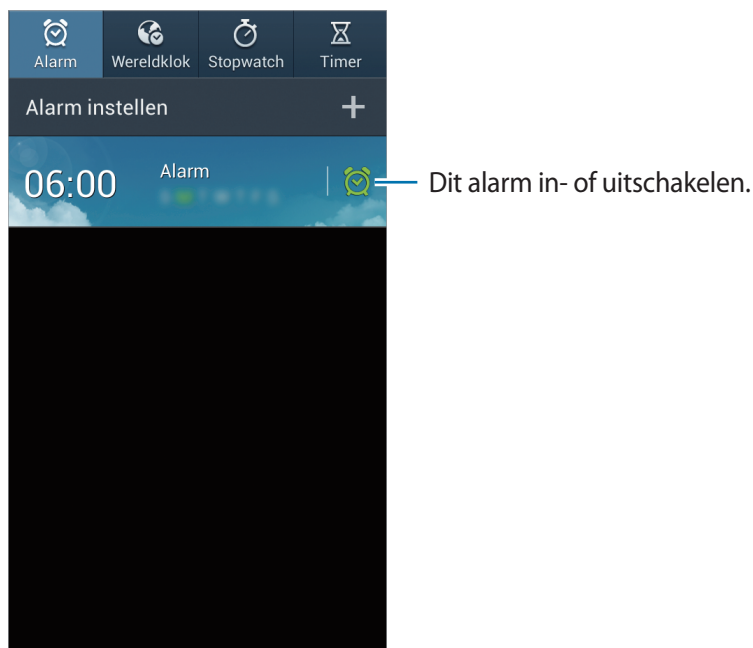 Alarm Wereldklok Stopwatch Timer
Alarm instellen
06:00 Alarm
Dit alarm in- of uitschakelen.